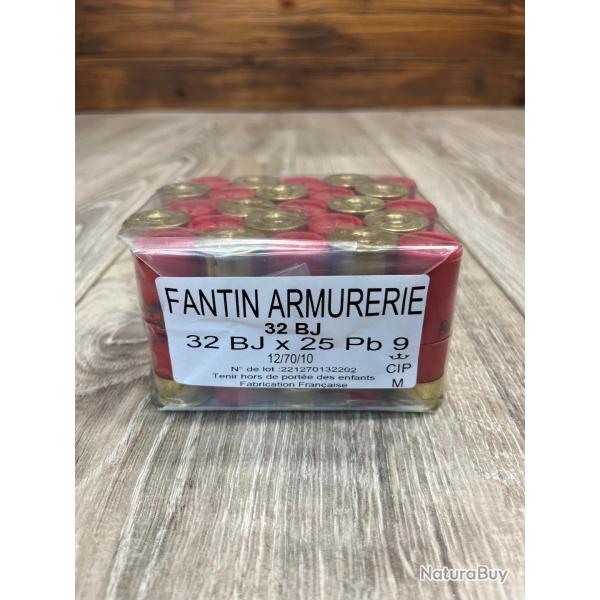 FANTIN ARMURERIE
32 BJ
32 BJ x 25 Pb 9
12/70/10
N° de lot :221270132202
Tenir hors de portée des enfants
Fabrication Française
CIP
M
NaturaBuy